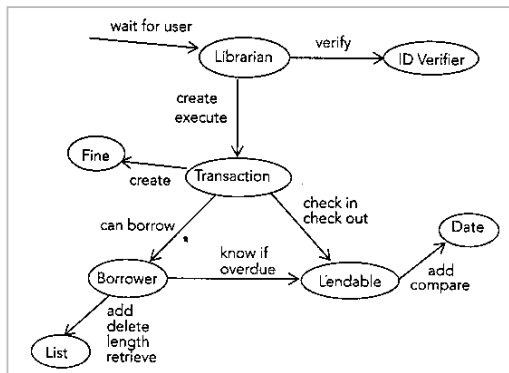 wait for user
Librarian
verify
ID Verifier
create
execute
Fine
create
Transaction
can borrow
check in
check out
Date
Borrower
know if
overdue
Lendable
add
compare
add
delete
length
retrieve
List